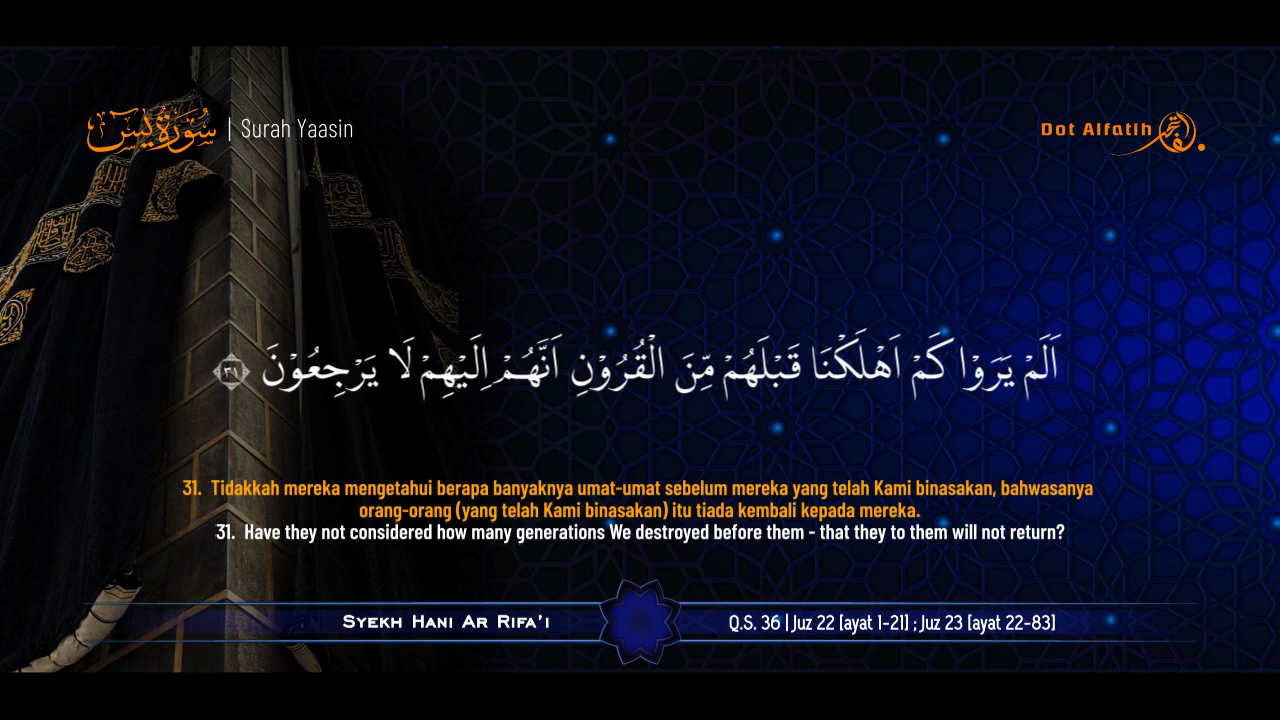 سُوْرَةُ يٰسٓ | Surah Yaasin
Dot Alfatih
اَلَمْ يَرَوْا كَمْ اَهْلَكْنَا قَبْلَهُمْ مِّنَ الْقُرُوْنِ اَنَّهُمْ اِلَيْهِمْ لَا يَرْجِعُوْنَ ٣١
31. Tidakkah mereka mengetahui berapa banyaknya umat-umat sebelum mereka yang telah Kami binasakan, bahwasanya
orang-orang (yang telah Kami binasakan) itu tiada kembali kepada mereka.
31. Have they not considered how many generations We destroyed before them - that they to them will not return?
Syekh Hani Ar Rifa'i
Q.S. 36 | Juz 22 [ayat 1-21] ; Juz 23 [ayat 22-83]